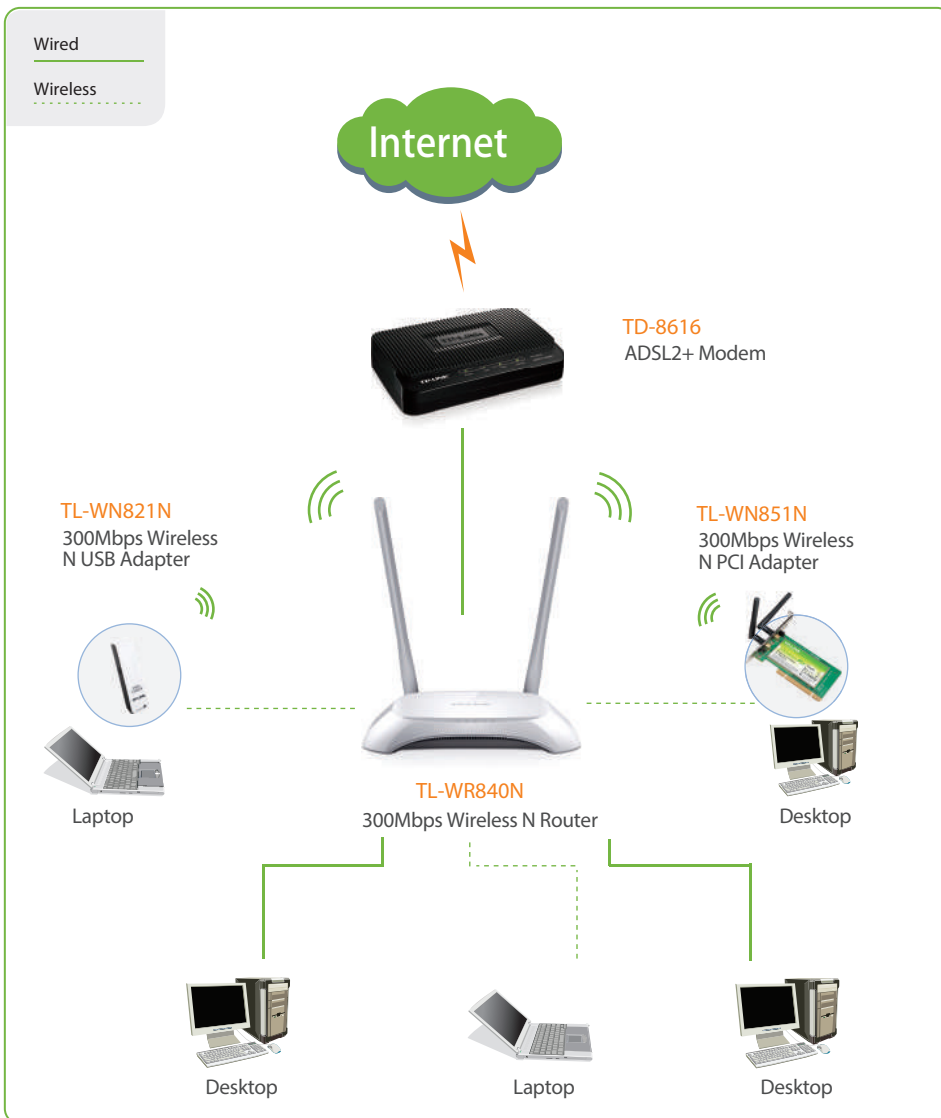 Wired
Wireless
Internet
TD-8616
ADSL2+ Modem
TL-WN821N
300Mbps Wireless
N USB Adapter
TL-WN851N
300Mbps Wireless
N PCI Adapter
Laptop
TL-WR840N
300Mbps Wireless N Router
Desktop
Desktop
Laptop
Desktop